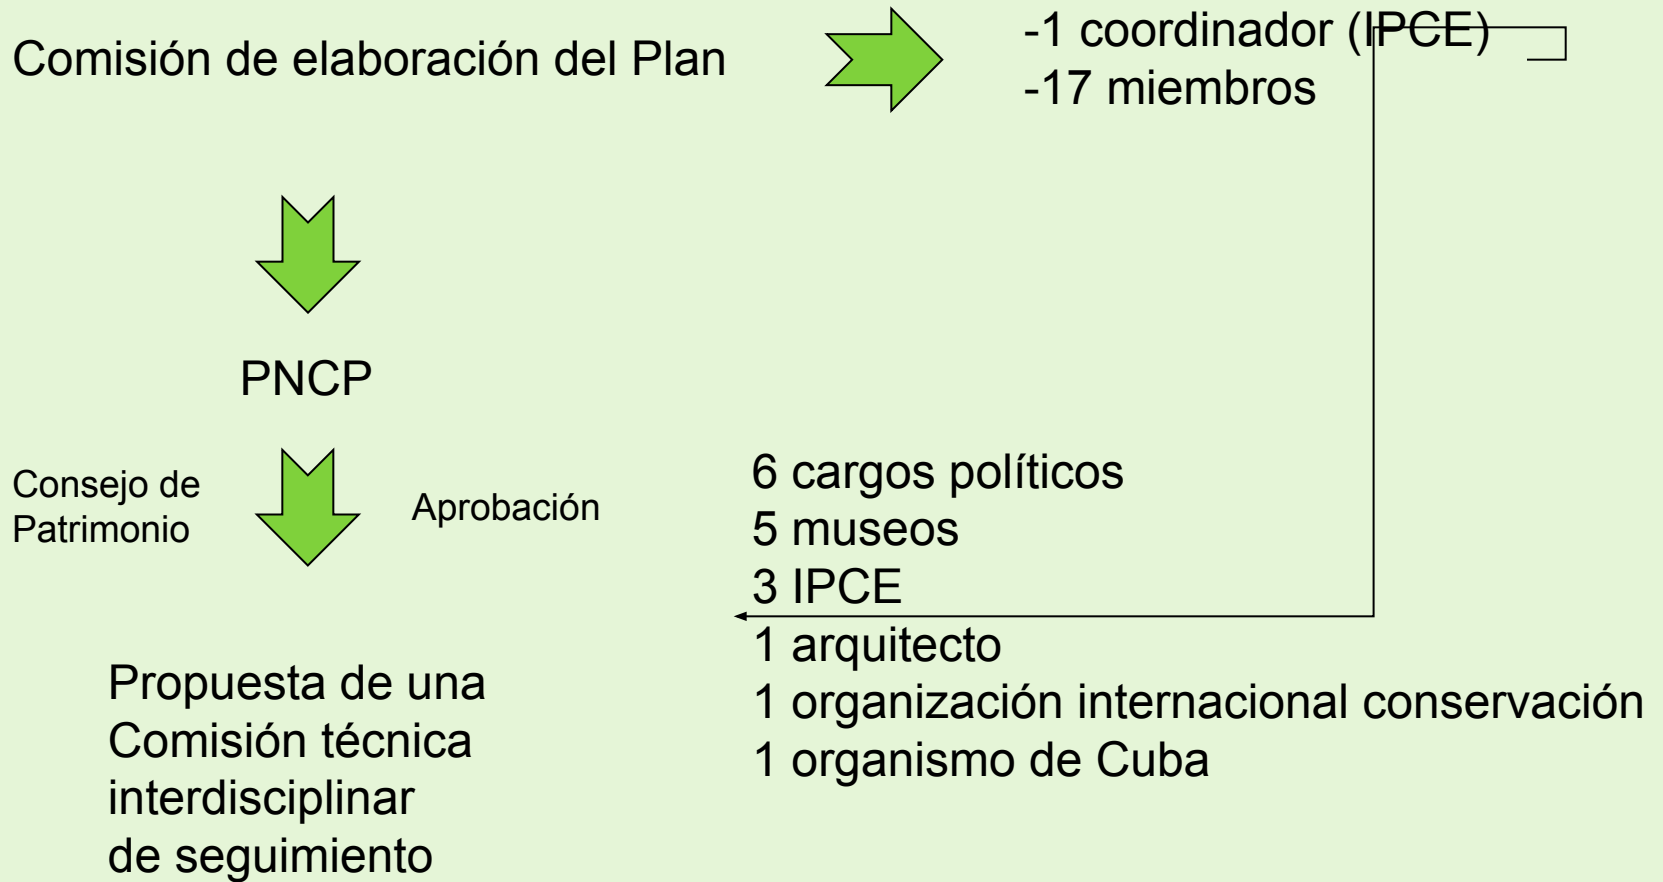 Comisión de elaboración del Plan
-1 coordinador (IPCE)
-17 miembros
PNCP
Consejo de
Patrimonio
Aprobación
6 cargos políticos
5 museos
3 IPCE
1 arquitecto
1 organización internacional conservación
1 organismo de Cuba
Propuesta de una
Comisión técnica
interdisciplinar
de seguimiento